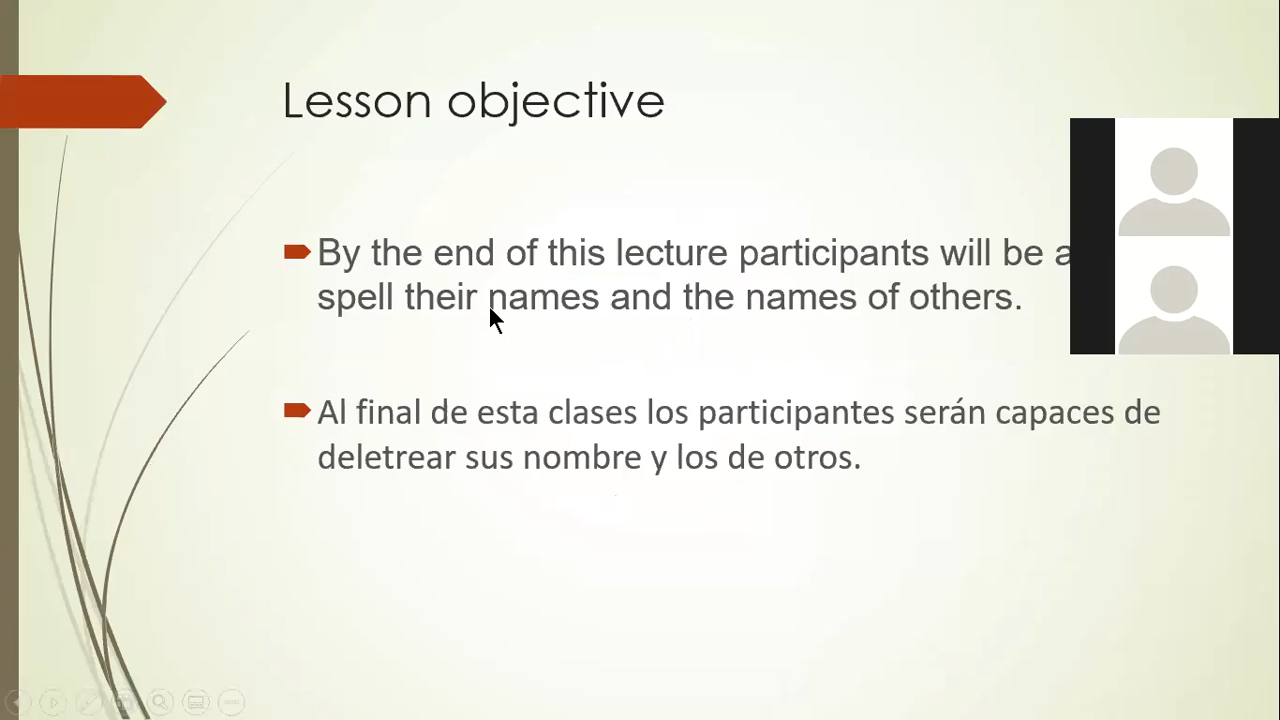 Lesson objective
By the end of this lecture participants will be
spell their names and the names of others.
Al final de esta clases los participantes serán capaces de
deletrear sus nombre y los de otros.